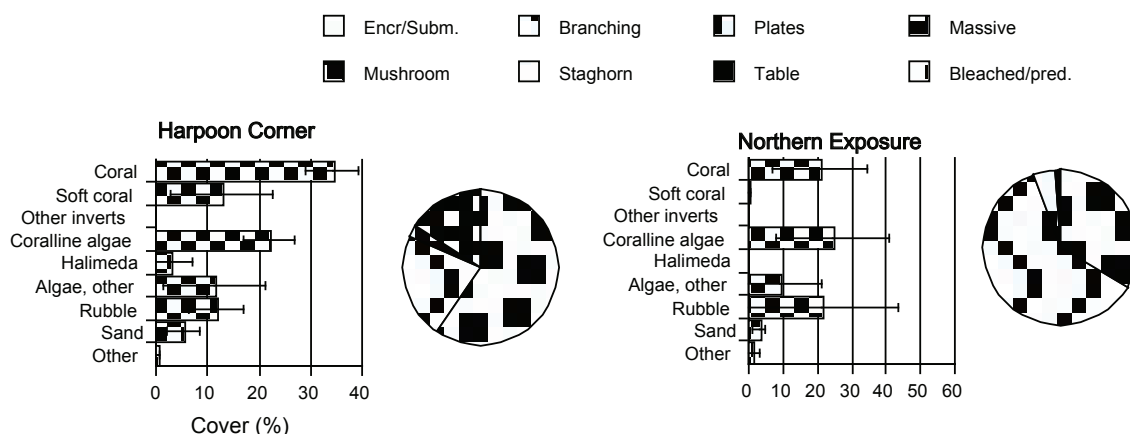 Encr/Subm. Branching Plates Massive
Mushroom Staghorn Table Bleached/pred.
Harpoon Corner
Coral
Soft coral
Other inverts
Coralline algae
Halimeda
Algae, other
Rubble
Sand
Other
0 10 20 30 40
Cover (%)
Northern Exposure
Coral
Soft coral
Other inverts
Coralline algae
Halimeda
Algae, other
Rubble
Sand
Other
0 10 20 30 40 50 60